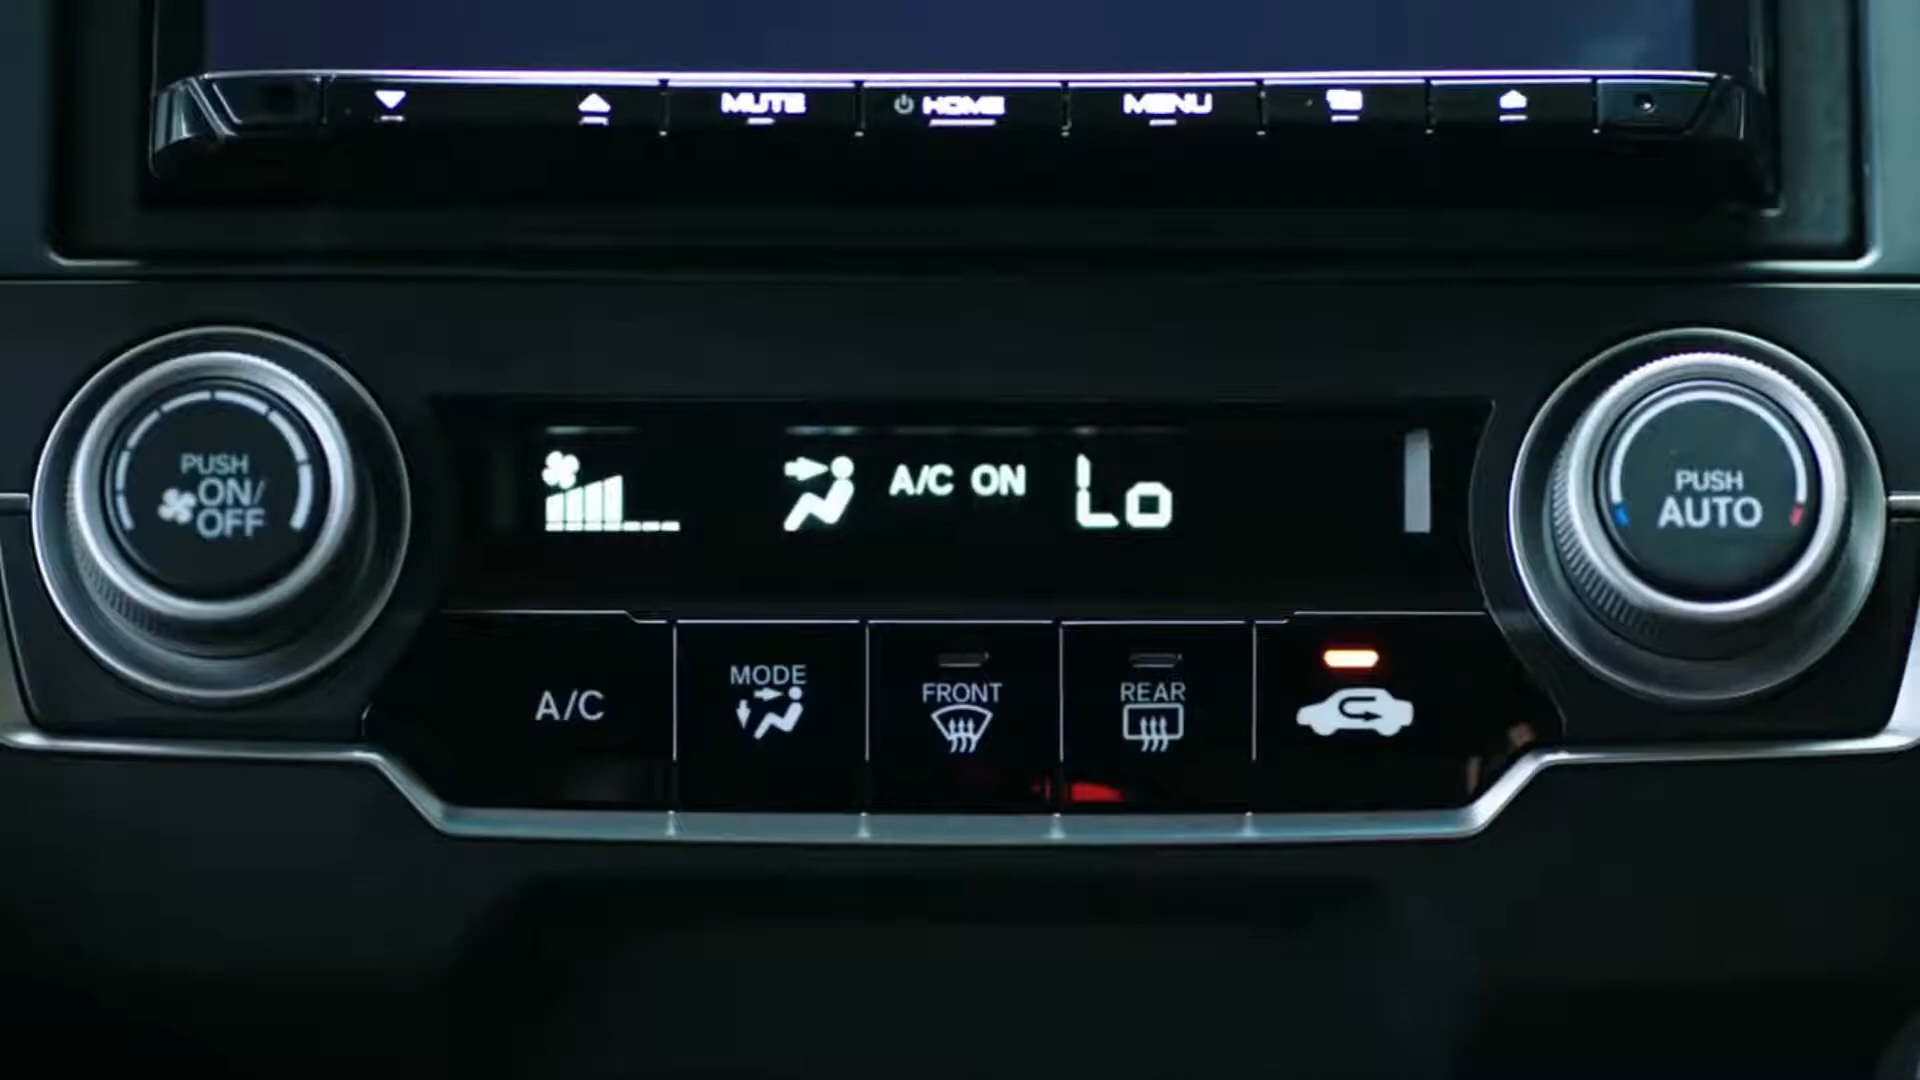 MUTE HOME MENU
PUSH
ON/
OFF
A/C ON Lo
PUSH
AUTO
A/C
MODE
FRONT
REAR